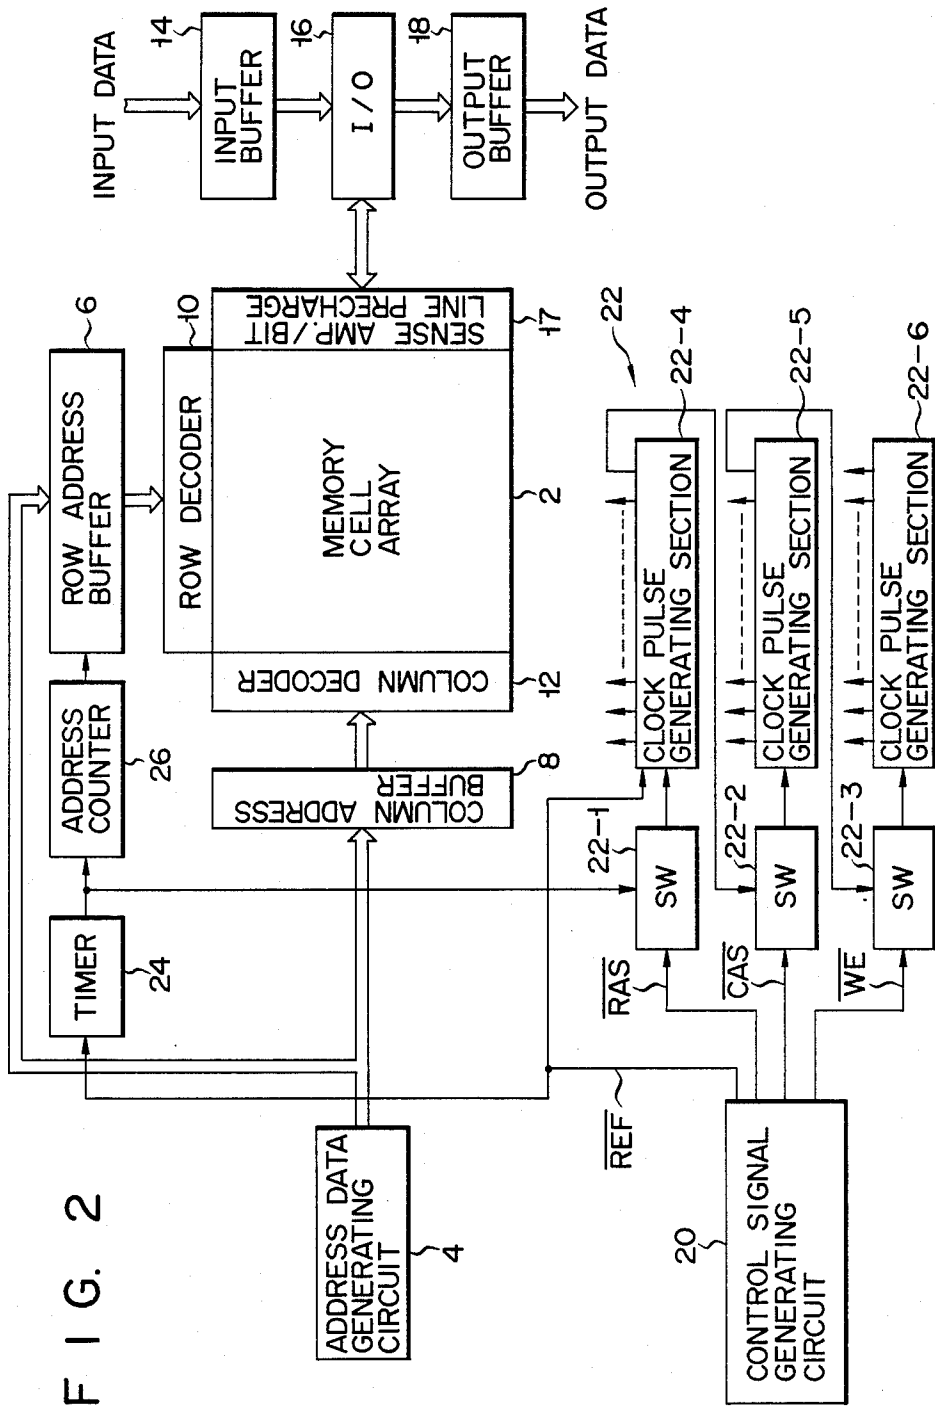 FIG. 2
ADDRESS DATA
GENERATING
CIRCUIT
4
TIMER
24
ADDRESS
COUNTER
26
ROW ADDRESS
BUFFER
6
COLUMN ADDRESS
BUFFER
8
ROW DECODER
10
COLUMN DECODER
12
MEMORY
CELL
ARRAY
2
SENSE AMP./BIT
LINE PRECHARGE
17
INPUT DATA
14
INPUT
BUFFER
16
I/O
18
OUTPUT
BUFFER
OUTPUT DATA
20
CONTROL SIGNAL
GENERATING
CIRCUIT
REF
RAS
CAS
WE
22-1
SW
22-2
SW
22-3
SW
22
CLOCK PULSE
GENERATING SECTION
22-4
CLOCK PULSE
GENERATING SECTION
22-5
CLOCK PULSE
GENERATING SECTION
22-6